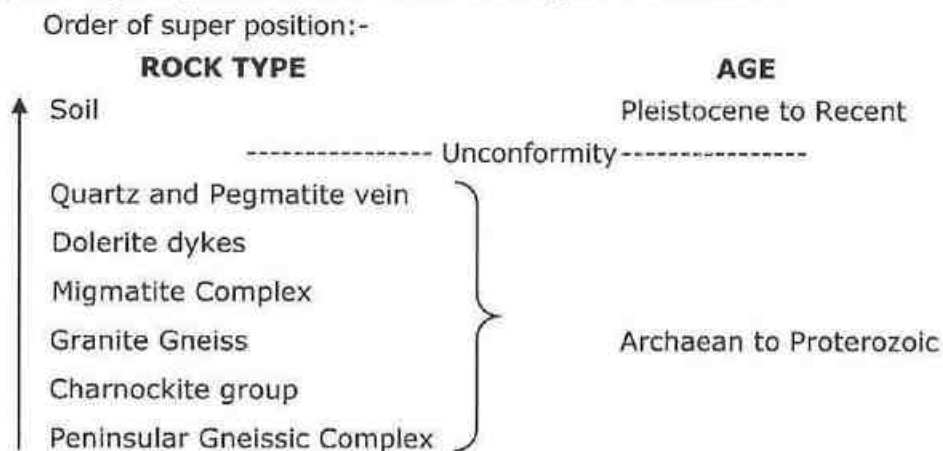 Order of super position:-
ROCK TYPE AGE
Soil Pleistocene to Recent
----------------- Unconformity----------------
Quartz and Pegmatite vein
Dolerite dykes
Migmatite Complex
Granite Gneiss Archaean to Proterozoic
Charnockite group
Peninsular Gneissic Complex